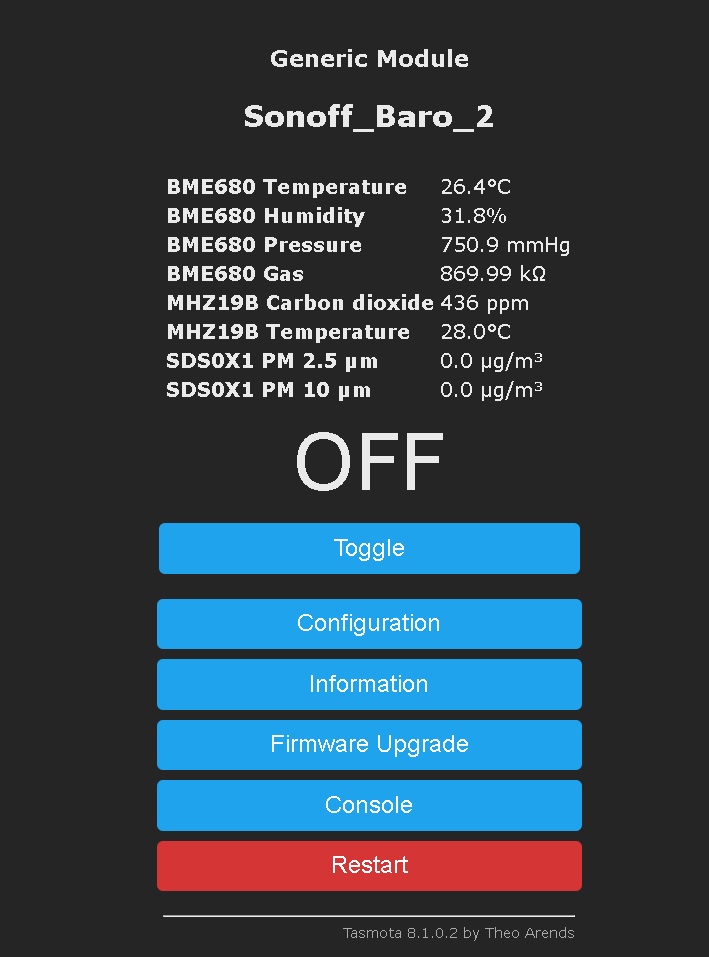 Generic Module
Sonoff_Baro_2
BME680 Temperature 26.4°C
BME680 Humidity 31.8%
BME680 Pressure 750.9 mmHg
BME680 Gas 869.99 kΩ
MHZ19B Carbon dioxide 436 ppm
MHZ19B Temperature 28.0°C
SDS0X1 PM 2.5 µm 0.0 µg/m³
SDS0X1 PM 10 µm 0.0 µg/m³
OFF
Toggle
Configuration
Information
Firmware Upgrade
Console
Restart
Tasmota 8.1.0.2 by Theo Arends